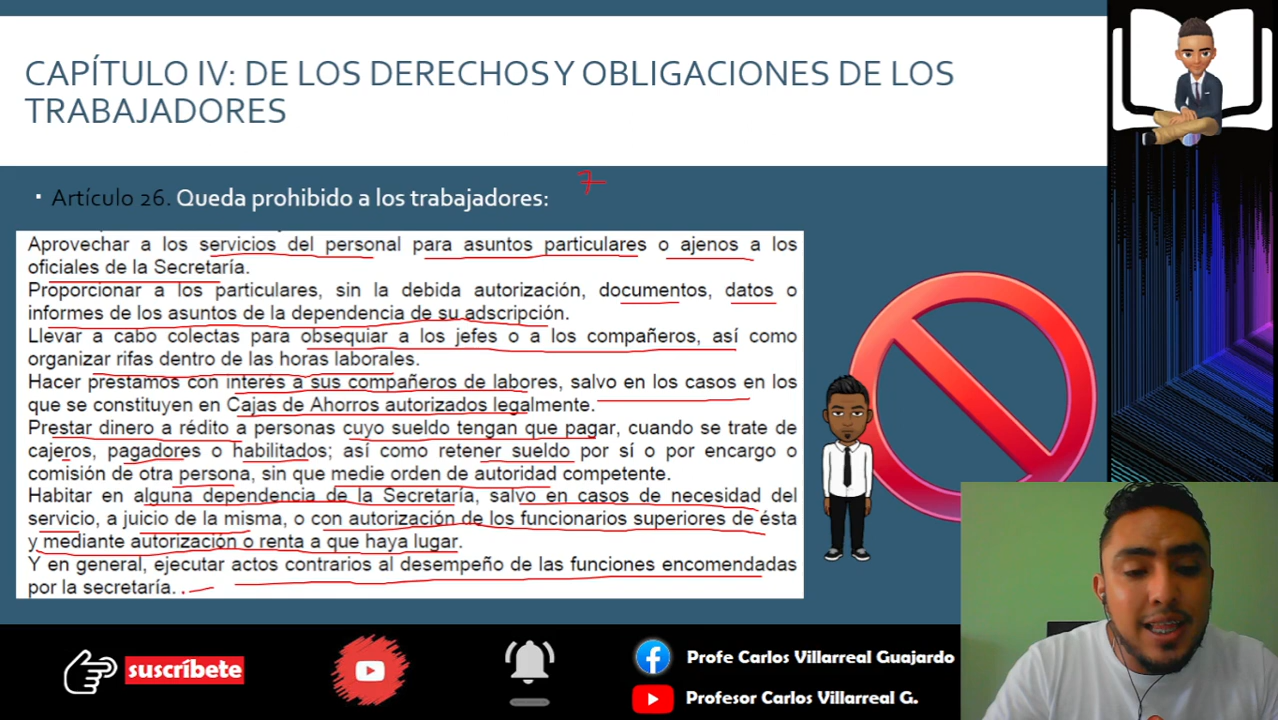 CAPÍTULO IV: DE LOS DERECHOS Y OBLIGACIONES DE LOS
TRABAJADORES
7
Artículo 26. Queda prohibido a los trabajadores:
Aprovechar a los servicios del personal para asuntos particulares o ajenos a los
oficiales de la Secretaría.
Proporcionar a los particulares, sin la debida autorización, documentos, datos o
informes de los asuntos de la dependencia de su adscripción.
Llevar a cabo colectas para obsequiar a los jefes o a los compañeros, así como
organizar rifas dentro de las horas laborales.
Hacer prestamos con interés a sus compañeros de labores, salvo en los casos en los
que se constituyen en Cajas de Ahorros autorizados legalmente.
Prestar dinero a rédito a personas cuyo sueldo tengan que pagar, cuando se trate de
cajeros, pagadores o habilitados; así como retener sueldo por sí o por encargo o
comisión de otra persona, sin que medie orden de autoridad competente.
Habitar en alguna dependencia de la Secretaría, salvo en casos de necesidad del
servicio, a juicio de la misma, o con autorización de los funcionarios superiores de ésta
y mediante autorización o renta a que haya lugar.
Y en general, ejecutar actos contrarios al desempeño de las funciones encomendadas
por la secretaría. .
suscríbete
Profe Carlos Villarreal Guajardo
Profesor Carlos Villarreal G.